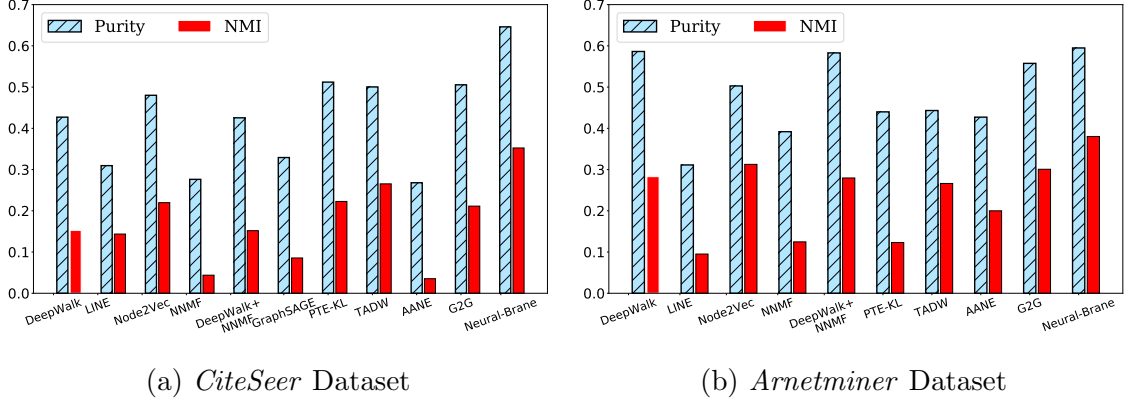 0.7
0.6
0.5
0.4
0.3
0.2
0.1
0.0
Purity NMI
DeepWalk LINE Node2Vec NNMF DeepWalk+ NNMF GraphSAGE PTE-KL TADW AANE G2G Neural-Brane
(a) CiteSeer Dataset
0.7
0.6
0.5
0.4
0.3
0.2
0.1
0.0
Purity NMI
DeepWalk LINE Node2Vec NNMF DeepWalk+ NNMF PTE-KL TADW AANE G2G Neural-Brane
(b) Arnetminer Dataset